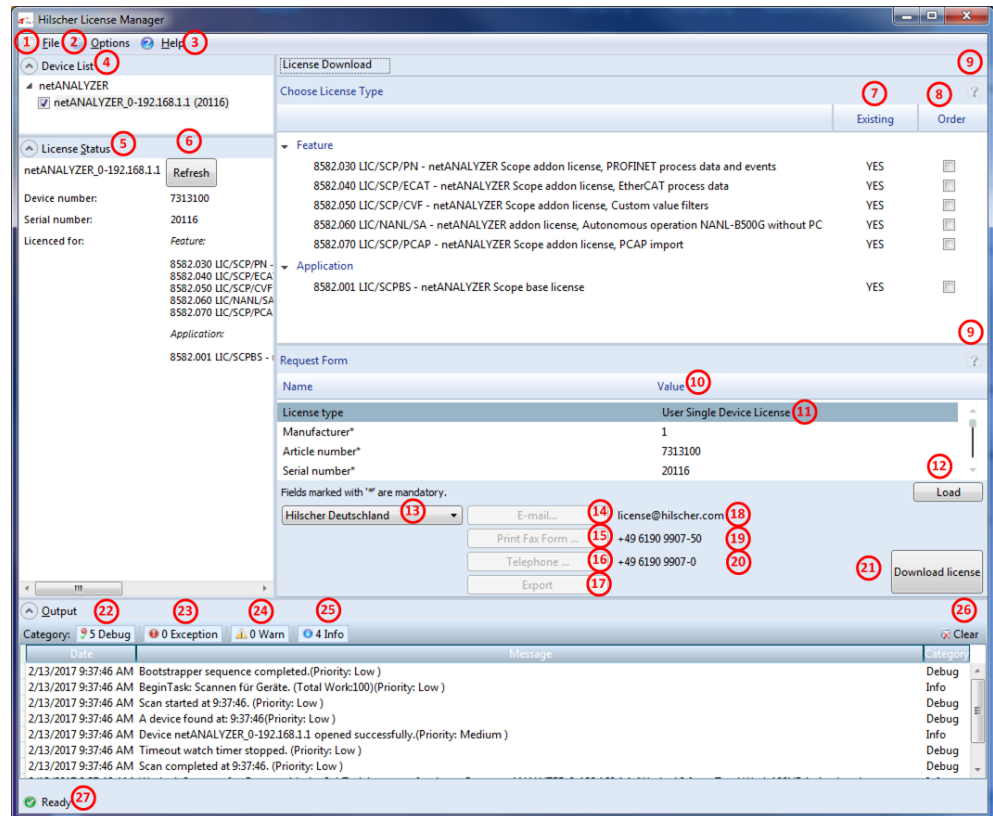 Hilscher License Manager
1 File 2 Options Help 3
Device List 4
netANALYZER
netANALYZER_0-192.168.1.1 (20116)
License Status 5 6
netANALYZER_0-192.168.1.1 Refresh
Device number: 7313100
Serial number: 20116
Licenced for: Feature:
8582.030 LIC/SCP/PN -
8582.040 LIC/SCP/ECA
8582.050 LIC/SCP/CVF
8582.060 LIC/NANL/SA
8582.070 LIC/SCP/PCA
Application:
8582.001 LIC/SCPBS -
License Download 9
Choose License Type 7 8 ?
Existing Order
Feature
8582.030 LIC/SCP/PN - netANALYZER Scope addon license, PROFINET process data and events YES
8582.040 LIC/SCP/ECAT - netANALYZER Scope addon license, EtherCAT process data YES
8582.050 LIC/SCP/CVF - netANALYZER Scope addon license, Custom value filters YES
8582.060 LIC/NANL/SA - netANALYZER addon license, Autonomous operation NANL-B500G without PC YES
8582.070 LIC/SCP/PCAP - netANALYZER Scope addon license, PCAP import YES
Application
8582.001 LIC/SCPBS - netANALYZER Scope base license YES
9
Request Form ?
Name Value 10
License type User Single Device License 11
Manufacturer* 1
Article number* 7313100
Serial number* 20116
12
Fields marked with '*' are mandatory. Load
Hilscher Deutschland 13 E-mail... 14 license@hilscher.com 18
Print Fax Form ... 15 +49 6190 9907-50 19
Telephone ... 16 +49 6190 9907-0 20
Export 17
21 Download license
Output 22 23 24 25 26
Category: 5 Debug 0 Exception 0 Warn 4 Info Clear
Date Message Category
2/13/2017 9:37:46 AM Bootstrapper sequence completed.(Priority: Low ) Debug
2/13/2017 9:37:46 AM BeginTask: Scannen für Geräte. (Total Work:100)(Priority: Low ) Info
2/13/2017 9:37:46 AM Scan started at 9:37:46. (Priority: Low ) Debug
2/13/2017 9:37:46 AM A device found at: 9:37:46(Priority: Low ) Debug
2/13/2017 9:37:46 AM Device netANALYZER_0-192.168.1.1 opened successfully.(Priority: Medium ) Info
2/13/2017 9:37:46 AM Timeout watch timer stopped. (Priority: Low ) Debug
2/13/2017 9:37:46 AM Scan completed at 9:37:46. (Priority: Low ) Debug
Ready 27